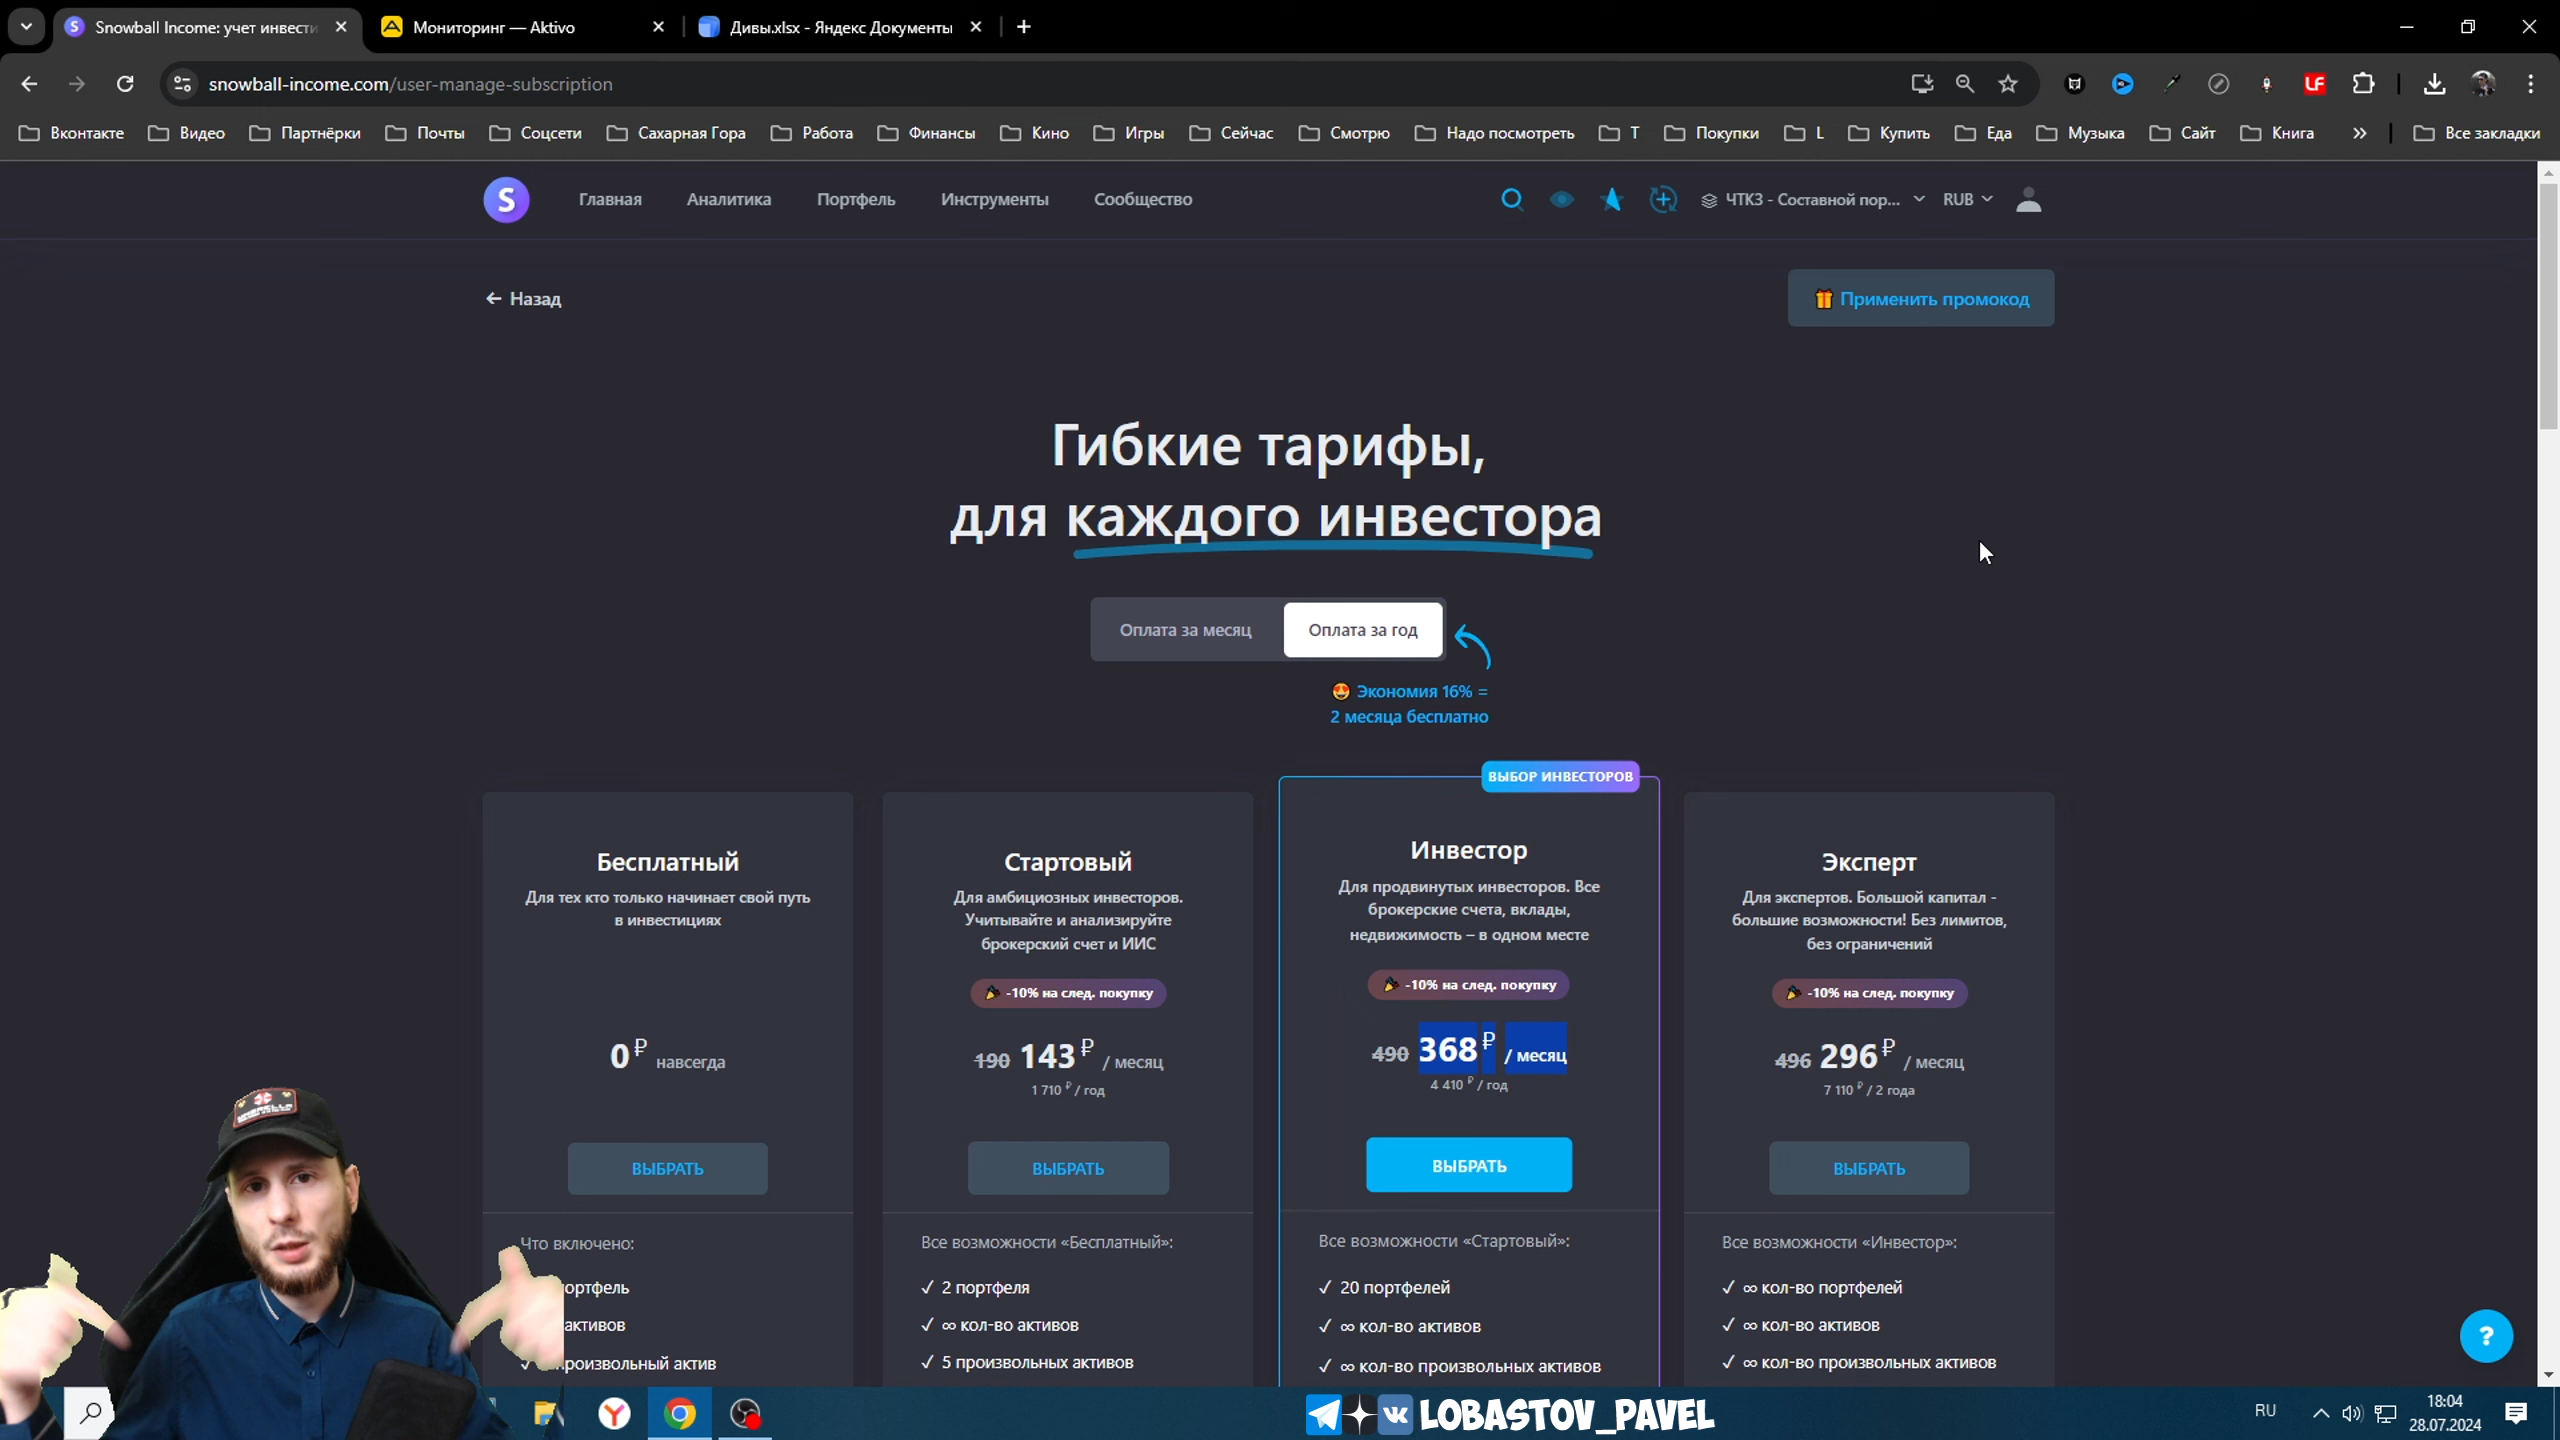 Snowball Income: учет инвести
Мониторинг — Aktivo
Дивы.xlsx - Яндекс Документы
snowball-income.com/user-manage-subscription
Вконтакте
Видео
Партнёрки
Почты
Соцсети
Сахарная Гора
Работа
Финансы
Кино
Игры
Сейчас
Смотрю
Надо посмотреть
Т
Покупки
L
Купить
Еда
Музыка
Сайт
Книга
»
Все закладки
S
Главная
Аналитика
Портфель
Инструменты
Сообщество
ЧТКЗ - Составной пор...
RUB
← Назад
Применить промокод
Гибкие тарифы,
для каждого инвестора
Оплата за месяц
Оплата за год
Экономия 16% =
2 месяца бесплатно
Бесплатный
Для тех кто только начинает свой путь
в инвестициях
0 ₽ навсегда
ВЫБРАТЬ
Что включено:
портфель
активов
произвольный актив
Стартовый
Для амбициозных инвесторов.
Учитывайте и анализируйте
брокерский счет и ИИС
-10% на след. покупку
190 143 ₽ / месяц
1 710 ₽ / год
ВЫБРАТЬ
Все возможности «Бесплатный»:
✓ 2 портфеля
✓ ∞ кол-во активов
✓ 5 произвольных активов
ВЫБОР ИНВЕСТОРОВ
Инвестор
Для продвинутых инвесторов. Все
брокерские счета, вклады,
недвижимость – в одном месте
-10% на след. покупку
490 368 ₽ / месяц
4 410 ₽ / год
ВЫБРАТЬ
Все возможности «Стартовый»:
✓ 20 портфелей
✓ ∞ кол-во активов
✓ ∞ кол-во произвольных активов
Эксперт
Для экспертов. Большой капитал -
большие возможности! Без лимитов,
без ограничений
-10% на след. покупку
496 296 ₽ / месяц
7 110 ₽ / 2 года
ВЫБРАТЬ
Все возможности «Инвестор»:
✓ ∞ кол-во портфелей
✓ ∞ кол-во активов
✓ ∞ кол-во произвольных активов
?
LOBASTOV_PAVEL
RU
18:04
28.07.2024